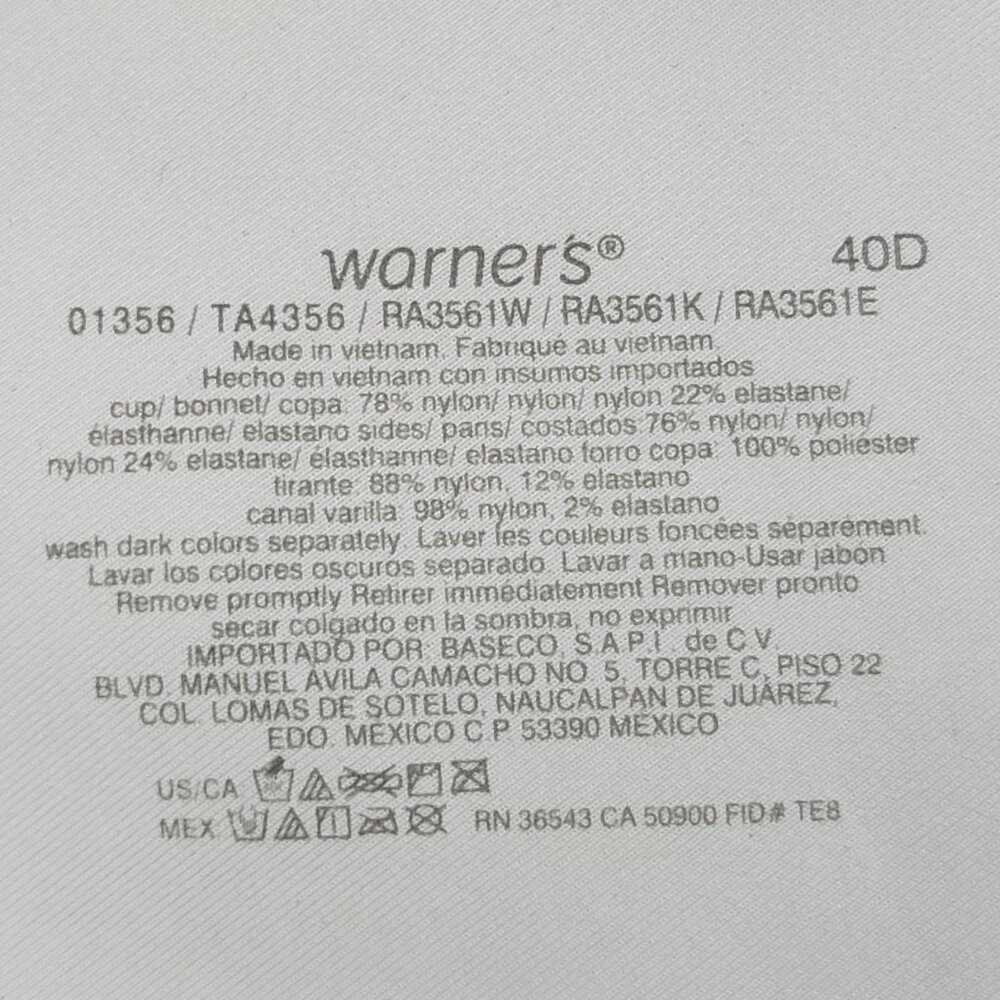 warner's® 40D
01356 / TA4356 / RA3561W / RA3561K / RA3561E
Made in vietnam. Fabriqué au vietnam.
Hecho en vietnam con insumos importados
cup/ bonnet/ copa: 78% nylon/ nylon/ nylon 22% elastane/
élasthanne/ elastano sides/ pans/ costados 76% nylon/ nylon/
nylon 24% elastane/ élasthanne/ elastano forro copa: 100% poliéster
tirante: 88% nylon, 12% elastano
canal varilla: 98% nylon, 2% elastano
wash dark colors separately. Laver les couleurs foncées séparément.
Lavar los colores oscuros separado. Lavar a mano-Usar jabon
Remove promptly Retirer immédiatement Remover pronto
secar colgado en la sombra, no exprimir
IMPORTADO POR: BASECO, S.A.P.I. de C.V.
BLVD. MANUEL AVILA CAMACHO NO. 5, TORRE C, PISO 22
COL. LOMAS DE SOTELO, NAUCALPAN DE JUÁREZ,
EDO. MÉXICO C.P. 53390 MÉXICO
US/CA
MEX RN 36543 CA 50900 FID# TE8